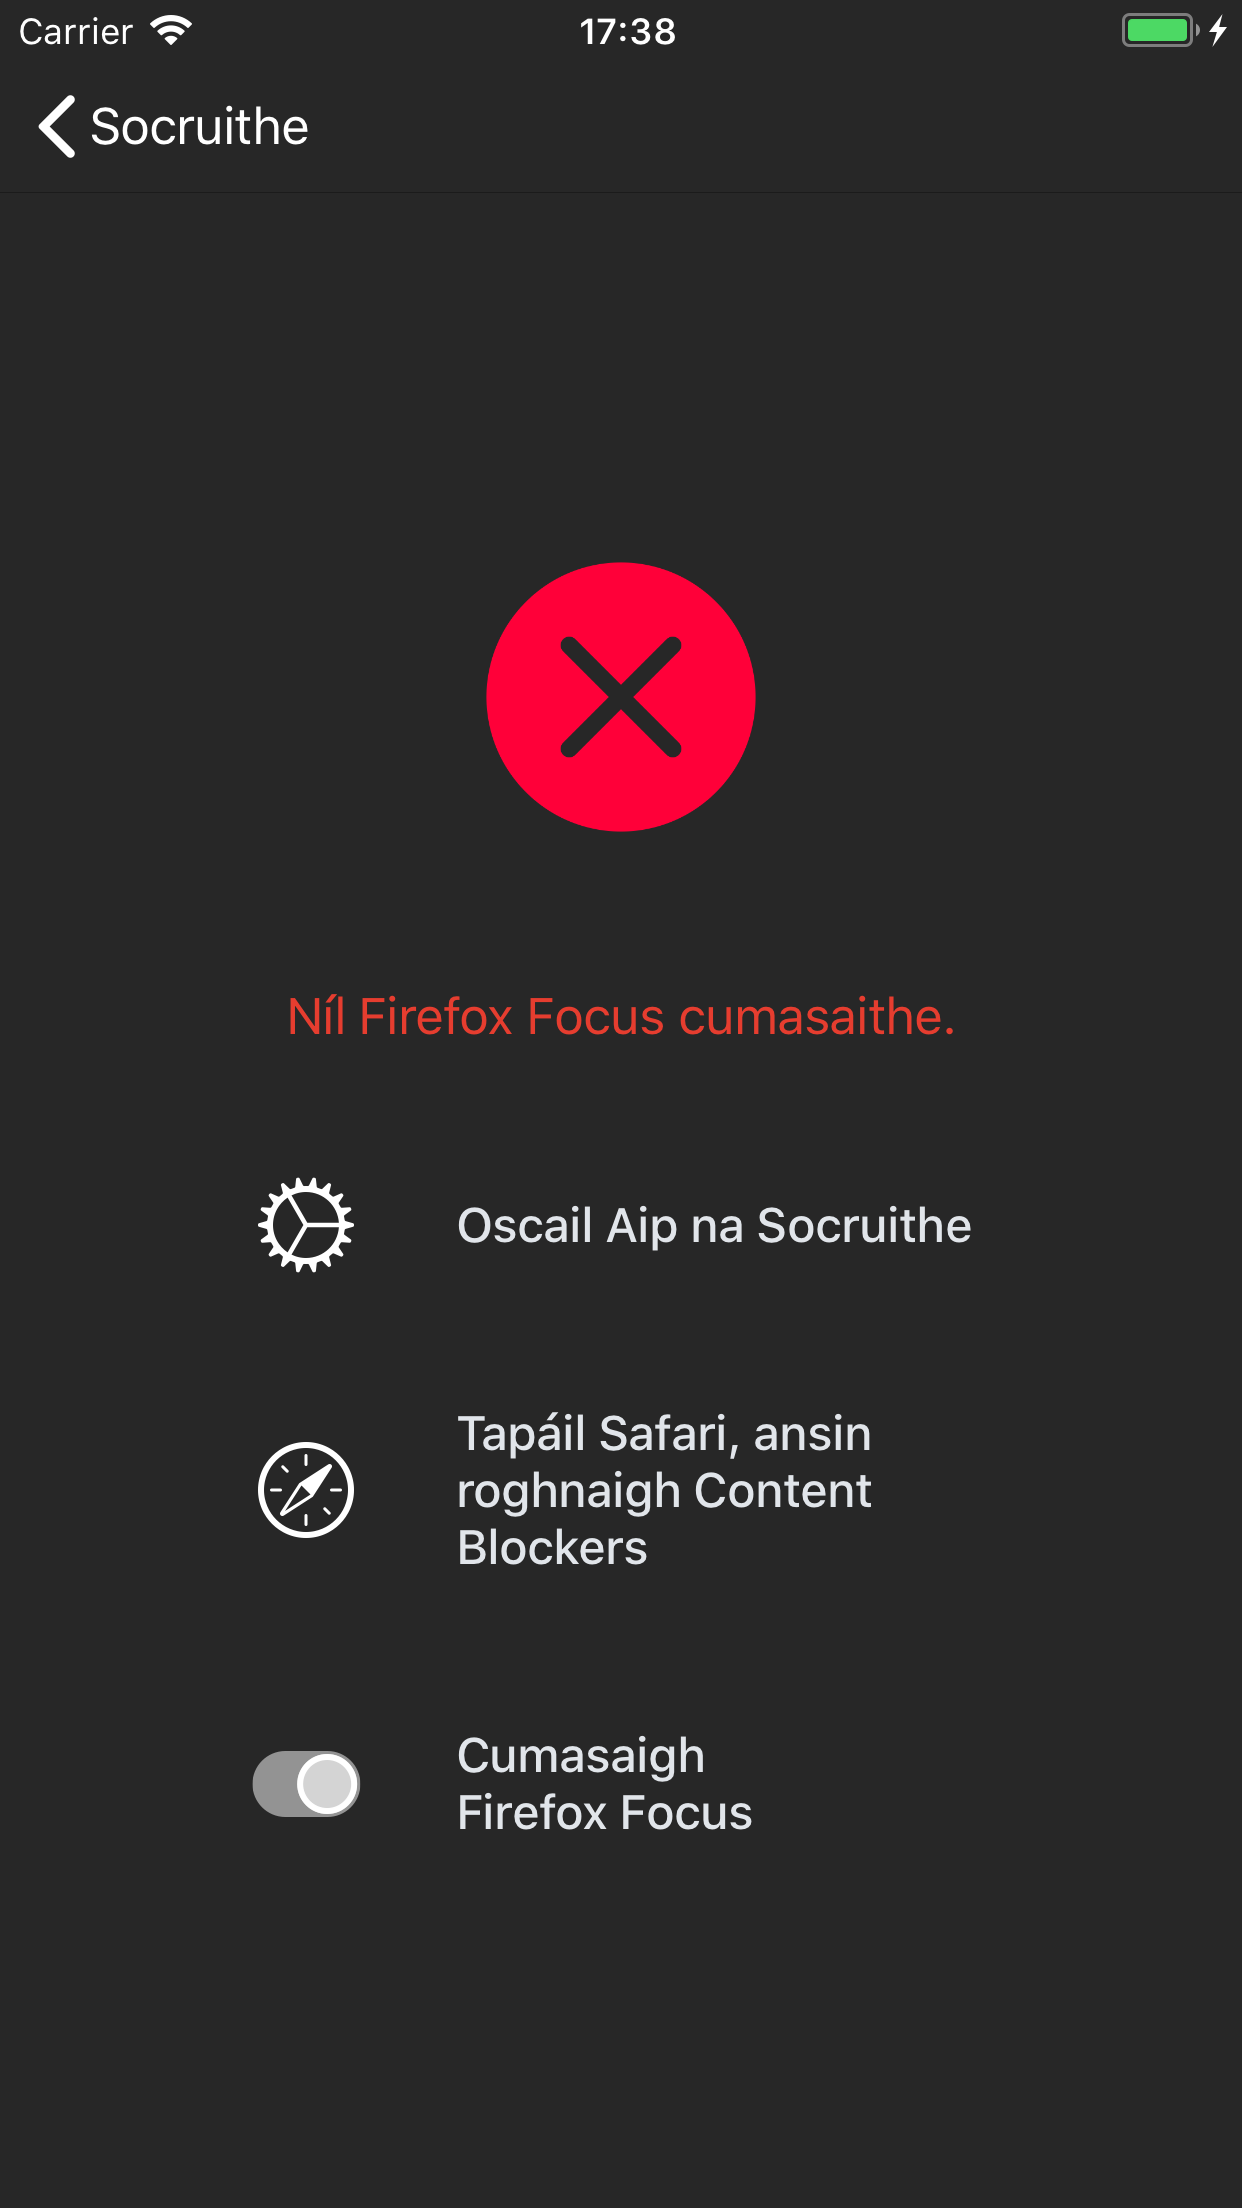 Carrier 17:38
Socruithe
Níl Firefox Focus cumasaithe.
Oscail Aip na Socruithe
Tapáil Safari, ansin
roghnaigh Content
Blockers
Cumasaigh
Firefox Focus